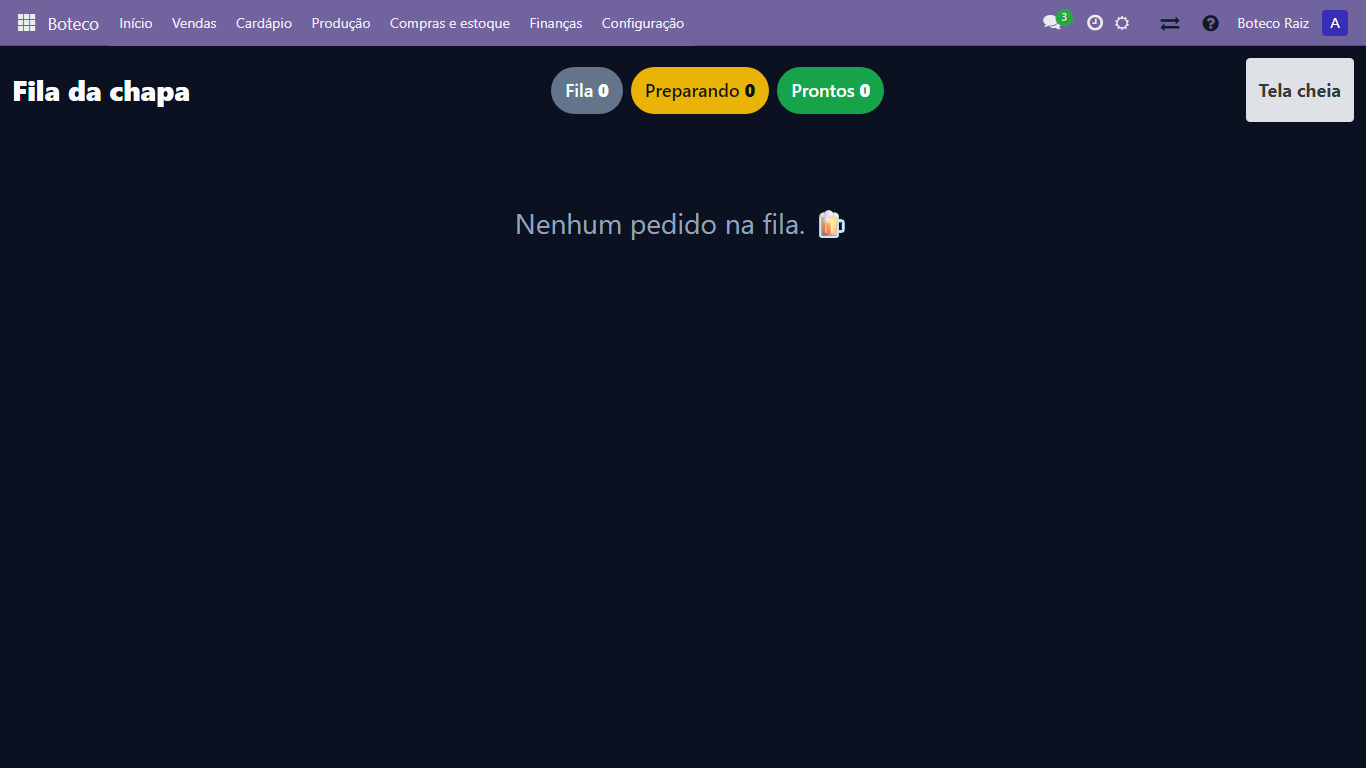 Boteco Início Vendas Cardápio Produção Compras e estoque Finanças Configuração 3 Boteco Raiz A
Fila da chapa Fila 0 Preparando 0 Prontos 0 Tela cheia
Nenhum pedido na fila. 🍺